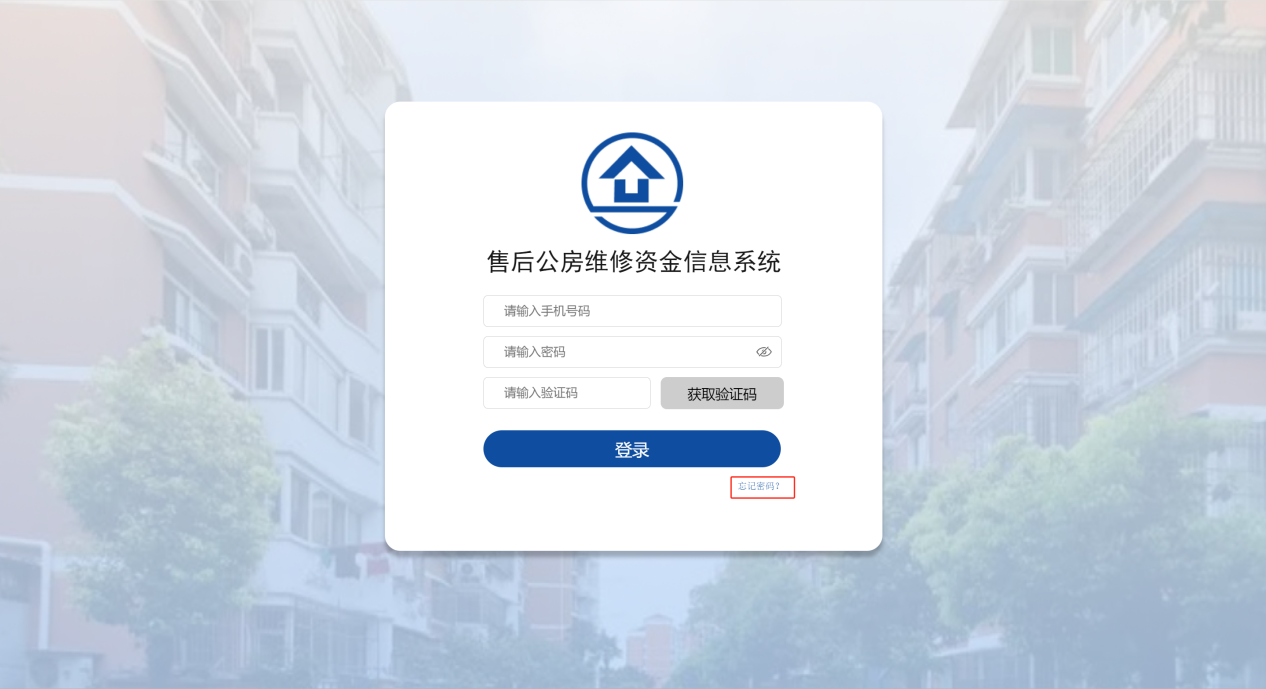 售后公房维修资金信息系统
请输入手机号码
请输入密码
请输入验证码 获取验证码
登录
忘记密码?